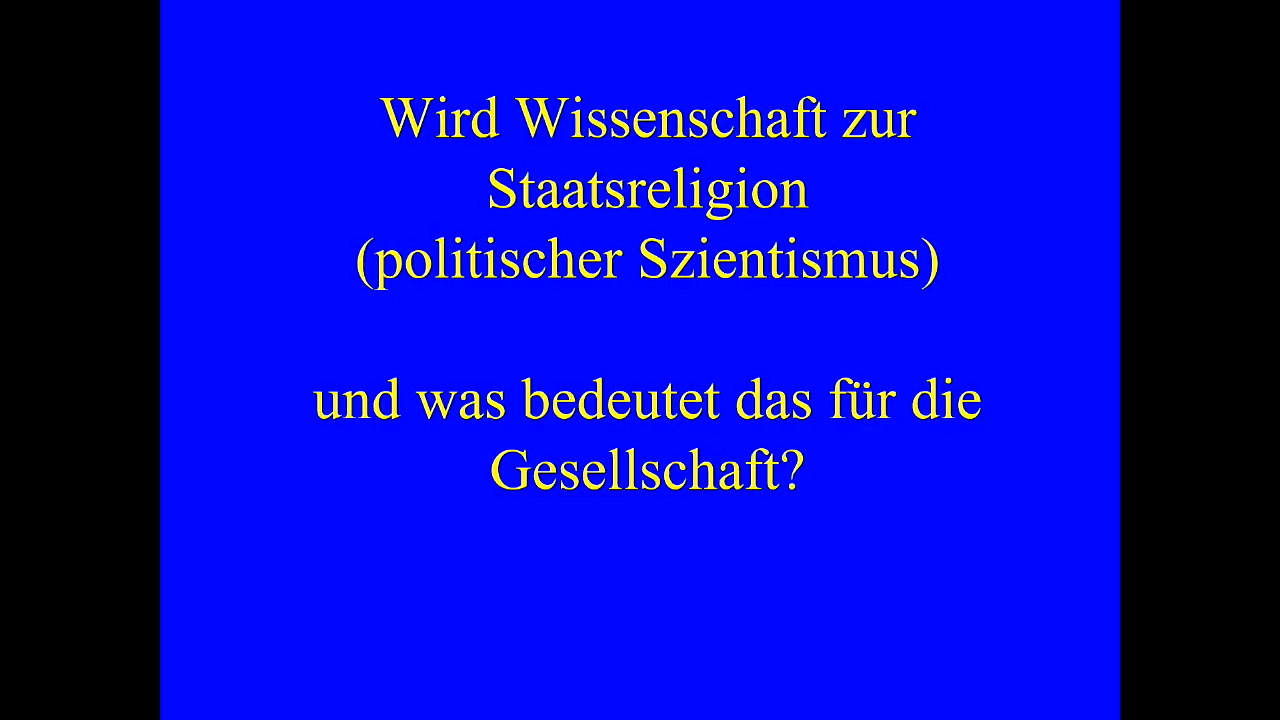 Wird Wissenschaft zur
Staatsreligion
(politischer Szientismus)
und was bedeutet das für die
Gesellschaft?